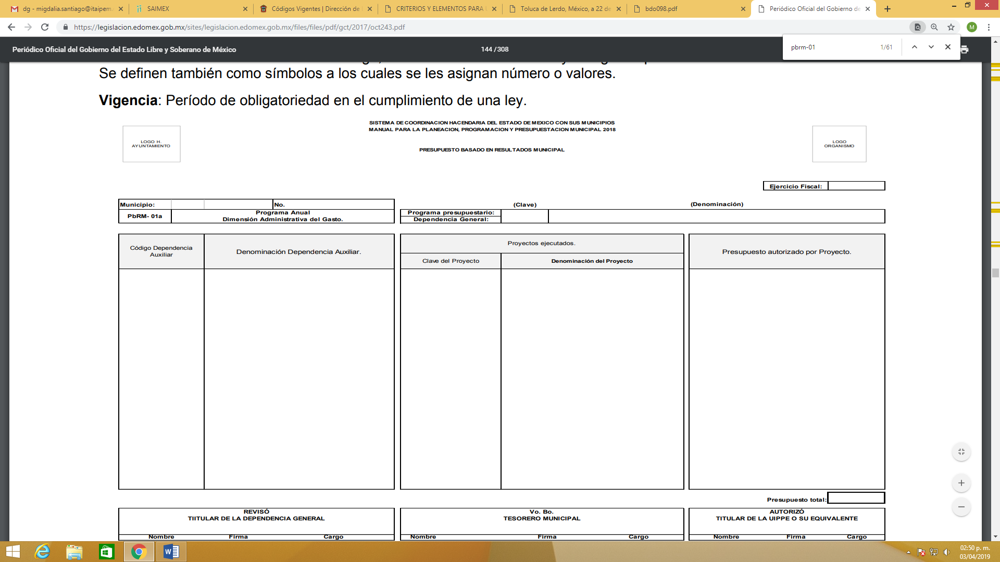 dg - migdalia.santiago@itaipem.
SAIMEX
Códigos Vigentes | Dirección de
CRITERIOS Y ELEMENTOS PARA
Toluca de Lerdo, México, a 22 de
bdo098.pdf
Periódico Oficial del Gobierno de
https://legislacion.edomex.gob.mx/sites/legislacion.edomex.gob.mx/files/files/pdf/gct/2017/oct243.pdf
M
Periódico Oficial del Gobierno del Estado Libre y Soberano de México
144 / 308
pbrm-01
1/61
Se definen también como símbolos a los cuales se les asignan número o valores.
Vigencia: Período de obligatoriedad en el cumplimiento de una ley.
SISTEMA DE COORDINACION HACENDARIA DEL ESTADO DE MEXICO CON SUS MUNICIPIOS
MANUAL PARA LA PLANEACION, PROGRAMACION Y PRESUPUESTACION MUNICIPAL 2018
LOGO H.
AYUNTAMIENTO
LOGO
ORGANISMO
PRESUPUESTO BASADO EN RESULTADOS MUNICIPAL
Ejercicio Fiscal:
Municipio:
No.
(Clave)
(Denominación)
PbRM- 01a
Programa Anual
Dimensión Administrativa del Gasto.
Programa presupuestario:
Dependencia General:
Código Dependencia
Auxiliar
Denominación Dependencia Auxiliar.
Proyectos ejecutados.
Clave del Proyecto
Denominación del Proyecto
Presupuesto autorizado por Proyecto.
Presupuesto total:
REVISÓ
TIITULAR DE LA DEPENDENCIA GENERAL
Nombre Firma Cargo
Vo. Bo.
TESORERO MUNICIPAL
Nombre Firma Cargo
AUTORIZÓ
TITULAR DE LA UIPPE O SU EQUIVALENTE
Nombre Firma Cargo
02:50 p. m.
03/04/2019